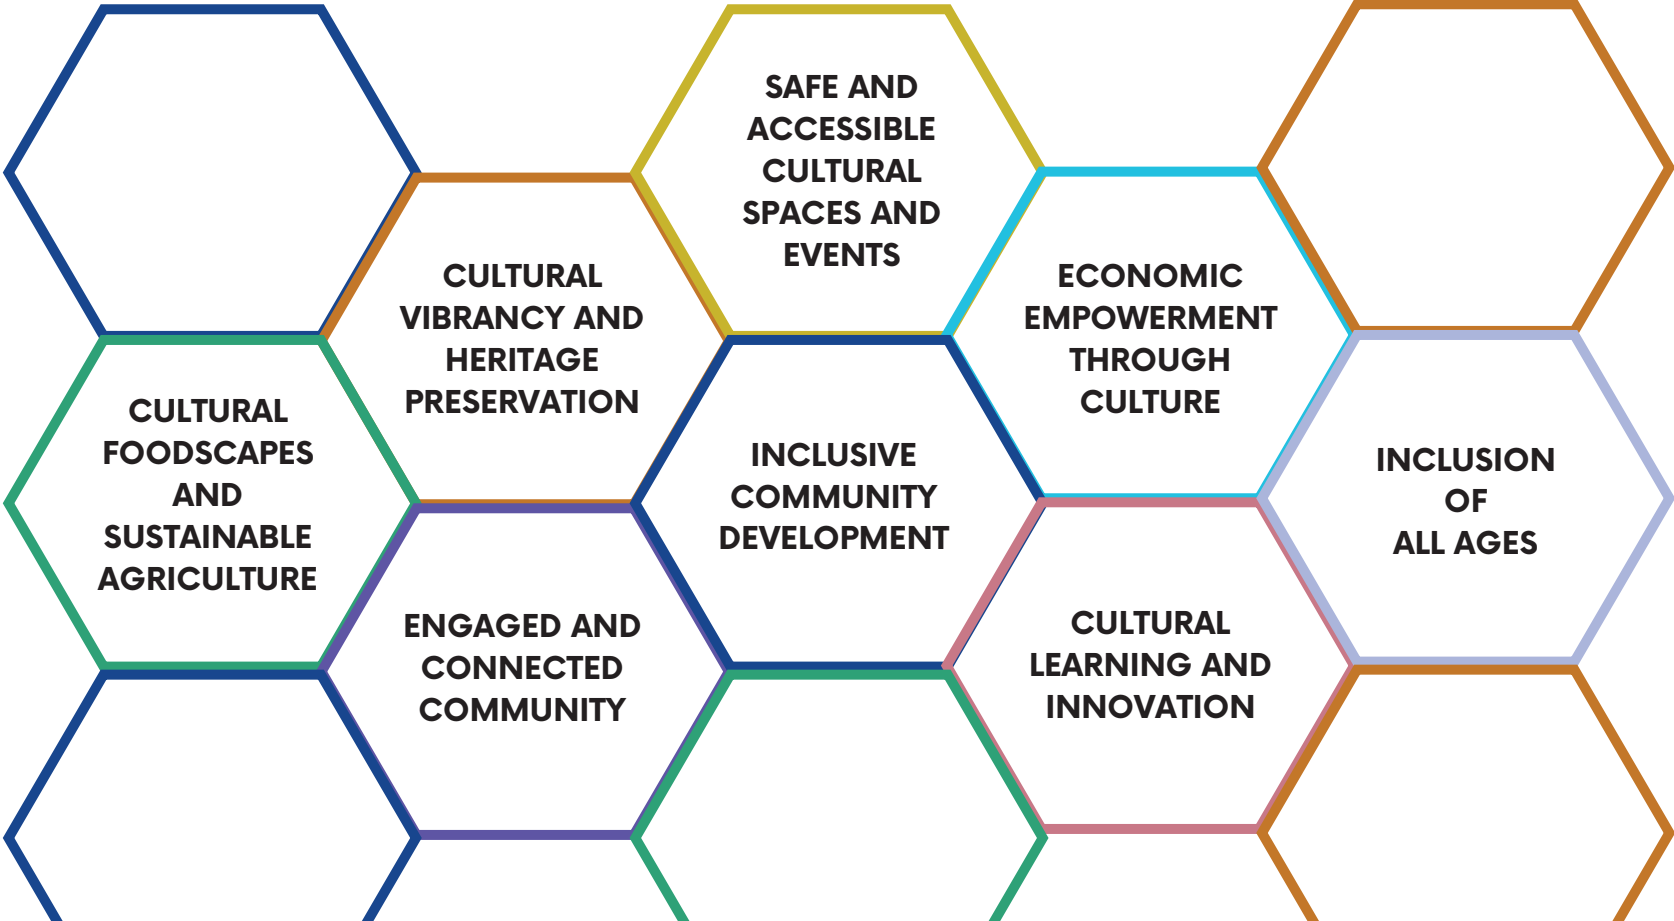 SAFE AND
ACCESSIBLE
CULTURAL
SPACES AND
EVENTS
CULTURAL
VIBRANCY AND
HERITAGE
PRESERVATION
ECONOMIC
EMPOWERMENT
THROUGH
CULTURE
CULTURAL
FOODSCAPES
AND
SUSTAINABLE
AGRICULTURE
INCLUSIVE
COMMUNITY
DEVELOPMENT
INCLUSION
OF
ALL AGES
ENGAGED AND
CONNECTED
COMMUNITY
CULTURAL
LEARNING AND
INNOVATION